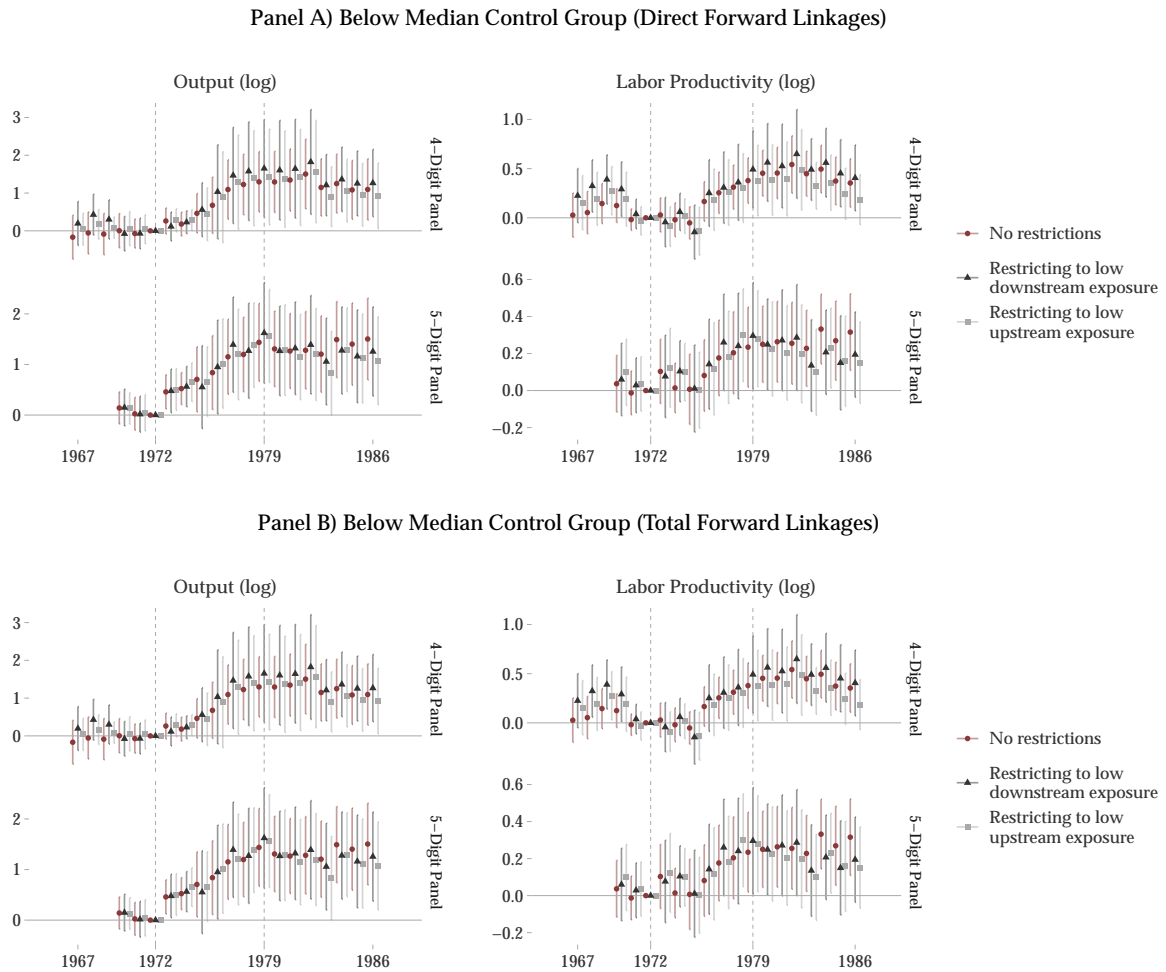 Panel A) Below Median Control Group (Direct Forward Linkages)
Output (log)
Labor Productivity (log)
3
2
1
0
4−Digit Panel
1.0
0.5
0.0
4−Digit Panel
2
1
0
5−Digit Panel
0.6
0.4
0.2
0.0
−0.2
5−Digit Panel
1967 1972 1979 1986
1967 1972 1979 1986
No restrictions
Restricting to low
downstream exposure
Restricting to low
upstream exposure
Panel B) Below Median Control Group (Total Forward Linkages)
Output (log)
Labor Productivity (log)
3
2
1
0
4−Digit Panel
1.0
0.5
0.0
4−Digit Panel
2
1
0
5−Digit Panel
0.6
0.4
0.2
0.0
−0.2
5−Digit Panel
1967 1972 1979 1986
1967 1972 1979 1986
No restrictions
Restricting to low
downstream exposure
Restricting to low
upstream exposure